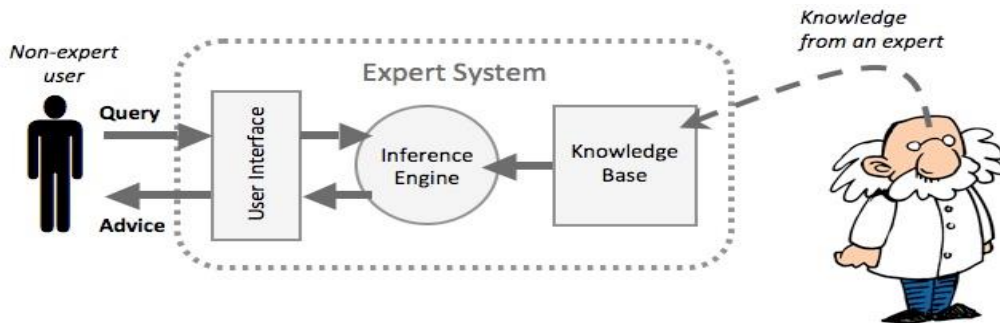 Non-expert
user
Knowledge
from an expert
Expert System
Query
Advice
User Interface
Inference
Engine
Knowledge
Base